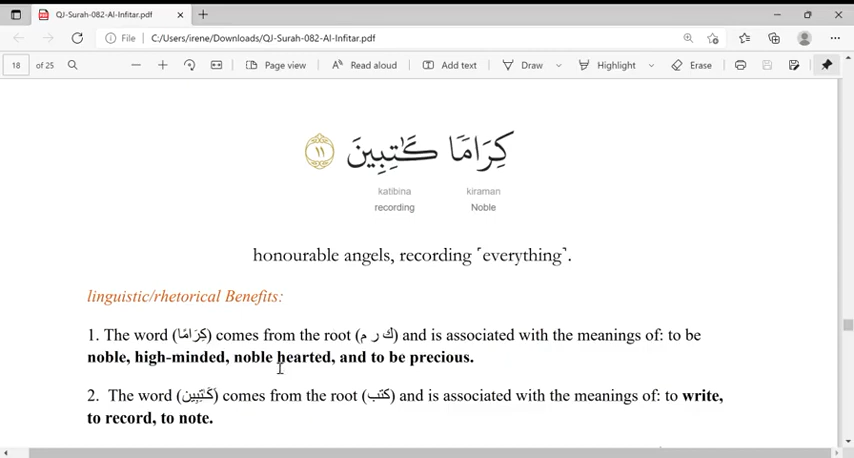 QJ-Surah-082-Al-Infitar.pdf
File C:/Users/irene/Downloads/QJ-Surah-082-Al-Infitar.pdf
18 of 25 Page view Read aloud Add text Draw Highlight Erase
كِرَامًا كَـٰتِبِينَ ١١
katibina kiraman
recording Noble
honourable angels, recording ˹everything˺.
linguistic/rhetorical Benefits:
1. The word (كِرَامًا) comes from the root (ك ر م) and is associated with the meanings of: to be
noble, high-minded, noble hearted, and to be precious.
2. The word (كَـٰتِبِين) comes from the root (كتب) and is associated with the meanings of: to write,
to record, to note.